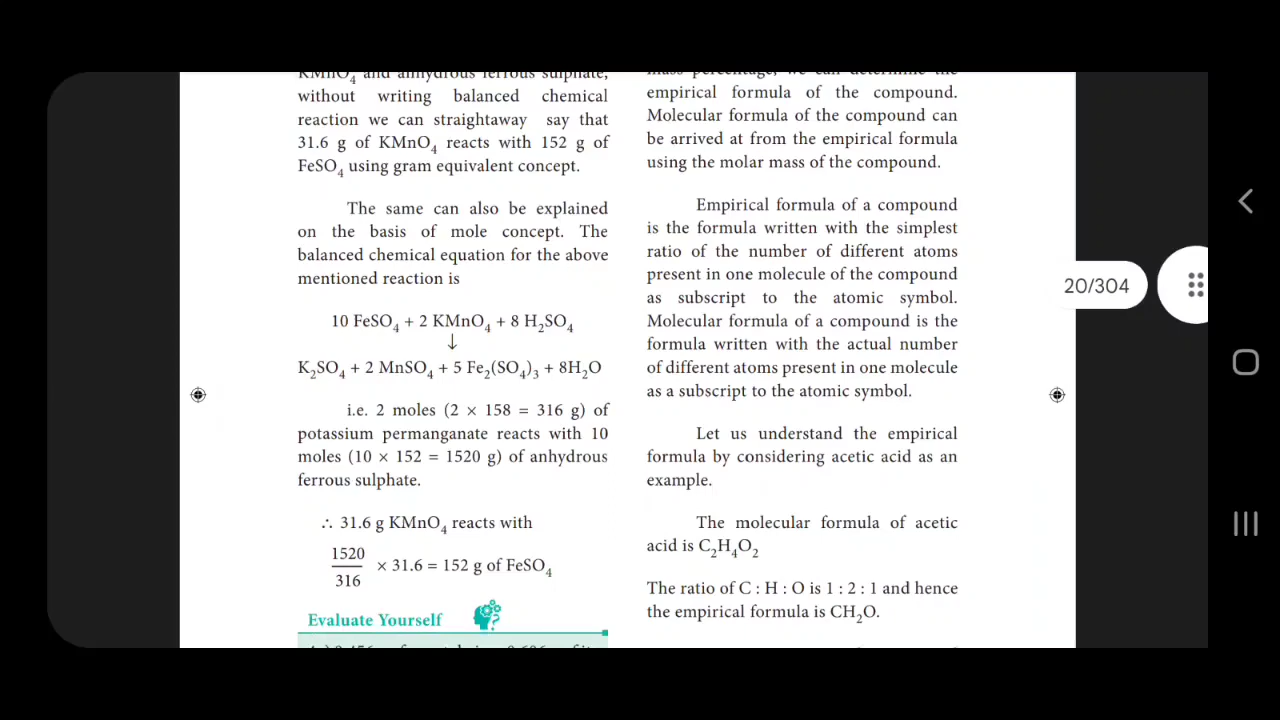 KMnO4 and anhydrous ferrous sulphate,
without writing balanced chemical
reaction we can straightaway say that
31.6 g of KMnO4 reacts with 152 g of
FeSO4 using gram equivalent concept.
The same can also be explained
on the basis of mole concept. The
balanced chemical equation for the above
mentioned reaction is
10 FeSO4 + 2 KMnO4 + 8 H2SO4
↓
K2SO4 + 2 MnSO4 + 5 Fe2(SO4)3 + 8H2O
i.e. 2 moles (2 × 158 = 316 g) of
potassium permanganate reacts with 10
moles (10 × 152 = 1520 g) of anhydrous
ferrous sulphate.
∴ 31.6 g KMnO4 reacts with
1520
316
× 31.6 = 152 g of FeSO4
Evaluate Yourself
mass percentage, we can determine the
empirical formula of the compound.
Molecular formula of the compound can
be arrived at from the empirical formula
using the molar mass of the compound.
Empirical formula of a compound
is the formula written with the simplest
ratio of the number of different atoms
present in one molecule of the compound
as subscript to the atomic symbol.
Molecular formula of a compound is the
formula written with the actual number
of different atoms present in one molecule
as a subscript to the atomic symbol.
Let us understand the empirical
formula by considering acetic acid as an
example.
The molecular formula of acetic
acid is C2H4O2
The ratio of C : H : O is 1 : 2 : 1 and hence
the empirical formula is CH2O.
20/304